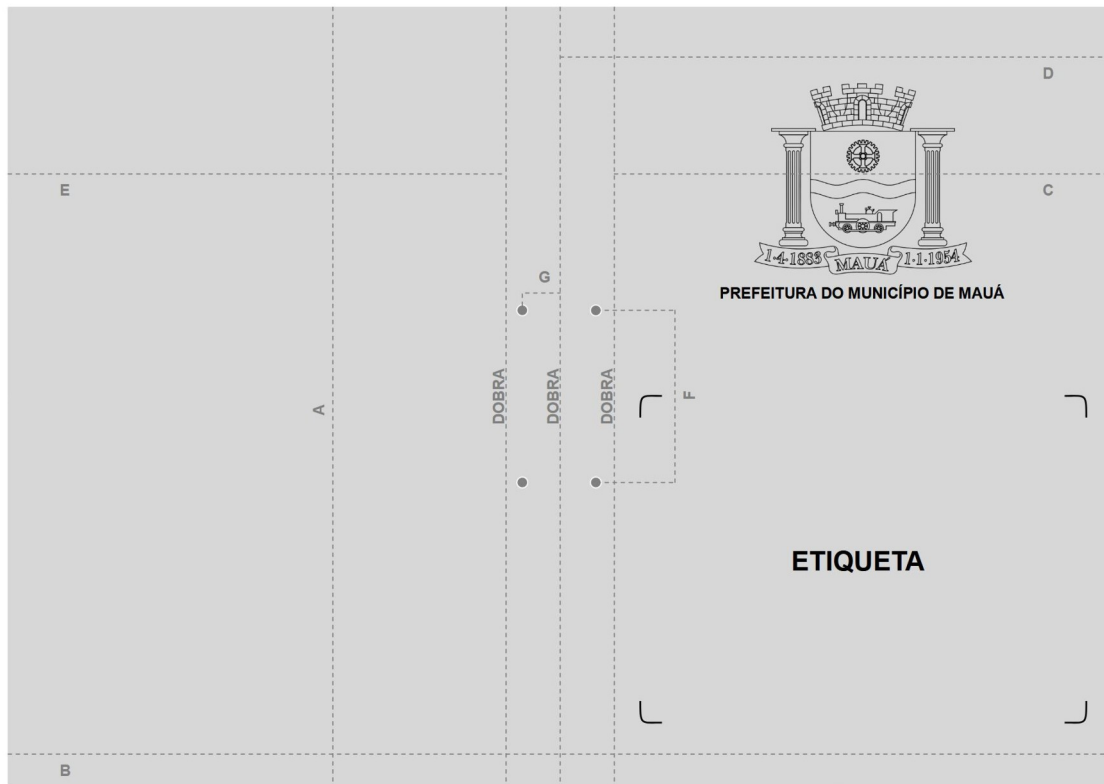 D
E
C
1·4·1883 MAUÁ 1·1·1954
PREFEITURA DO MUNICÍPIO DE MAUÁ
G
A
DOBRA
DOBRA
DOBRA
F
ETIQUETA
B